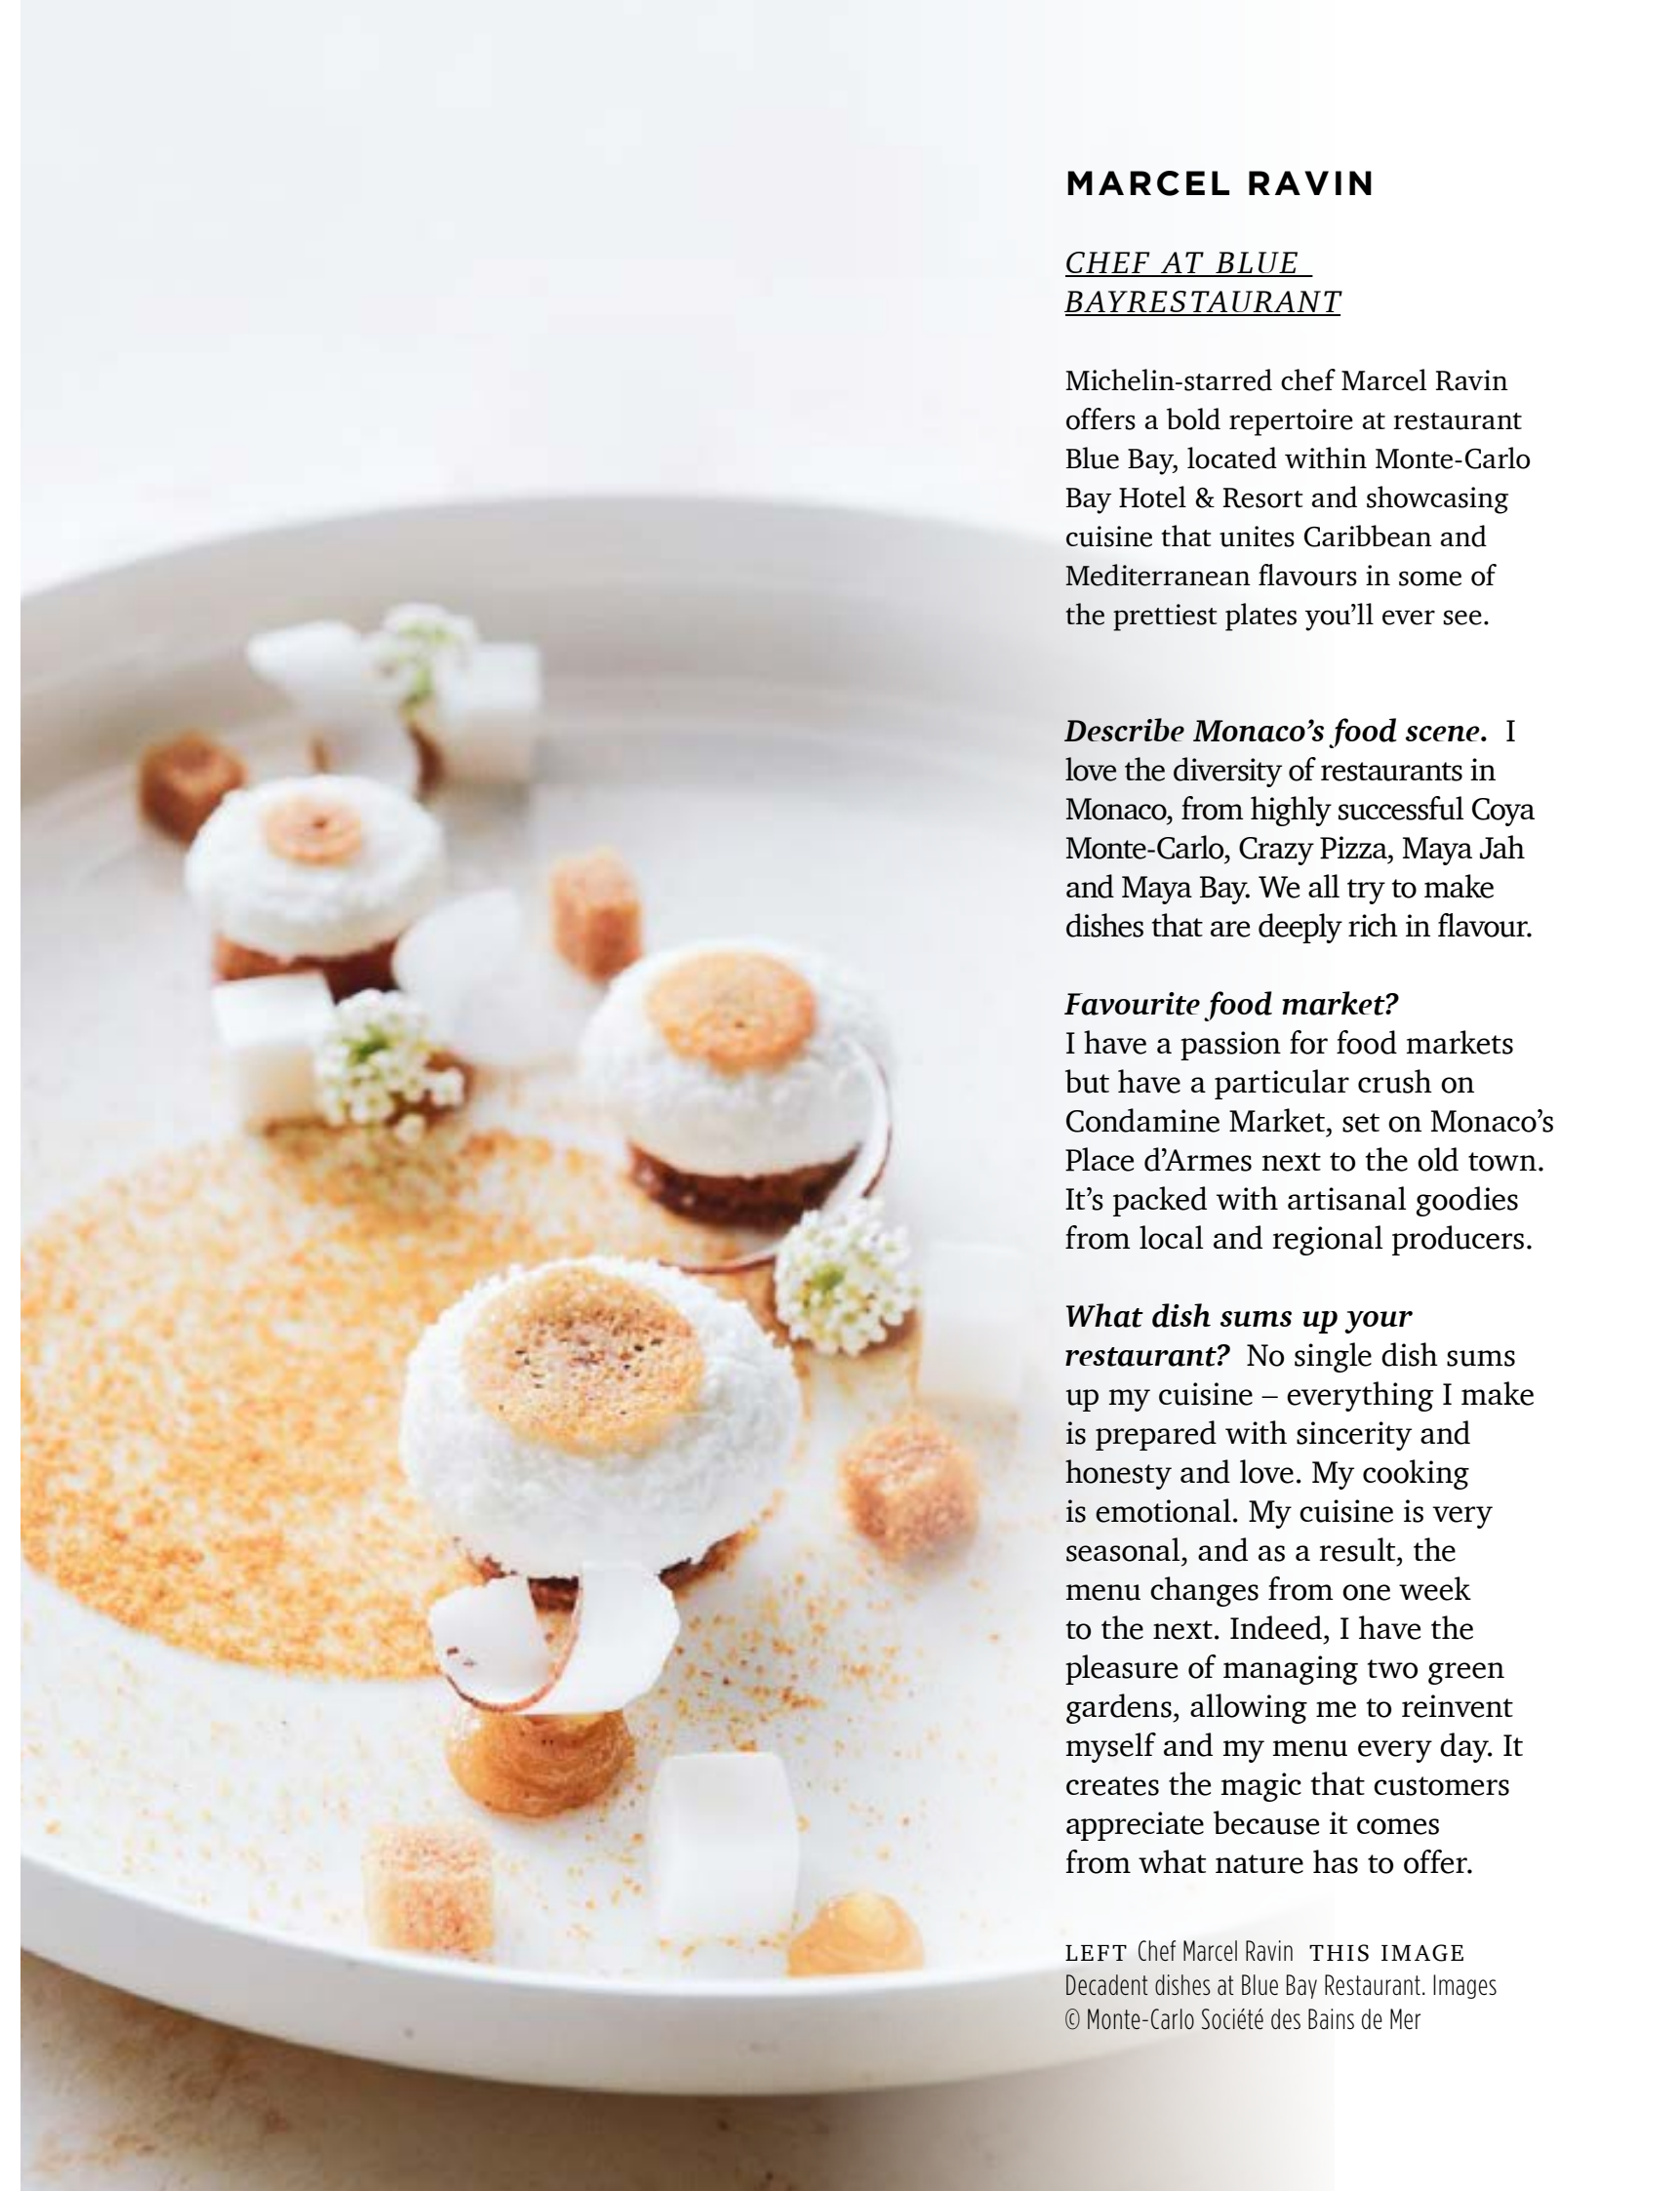 MARCEL RAVIN
CHEF AT BLUE
BAYRESTAURANT
Michelin-starred chef Marcel Ravin
offers a bold repertoire at restaurant
Blue Bay, located within Monte-Carlo
Bay Hotel & Resort and showcasing
cuisine that unites Caribbean and
Mediterranean flavours in some of
the prettiest plates you’ll ever see.
Describe Monaco’s food scene. I
love the diversity of restaurants in
Monaco, from highly successful Coya
Monte-Carlo, Crazy Pizza, Maya Jah
and Maya Bay. We all try to make
dishes that are deeply rich in flavour.
Favourite food market?
I have a passion for food markets
but have a particular crush on
Condamine Market, set on Monaco’s
Place d’Armes next to the old town.
It’s packed with artisanal goodies
from local and regional producers.
What dish sums up your
restaurant? No single dish sums
up my cuisine – everything I make
is prepared with sincerity and
honesty and love. My cooking
is emotional. My cuisine is very
seasonal, and as a result, the
menu changes from one week
to the next. Indeed, I have the
pleasure of managing two green
gardens, allowing me to reinvent
myself and my menu every day. It
creates the magic that customers
appreciate because it comes
from what nature has to offer.
LEFT Chef Marcel Ravin THIS IMAGE
Decadent dishes at Blue Bay Restaurant. Images
© Monte-Carlo Société des Bains de Mer